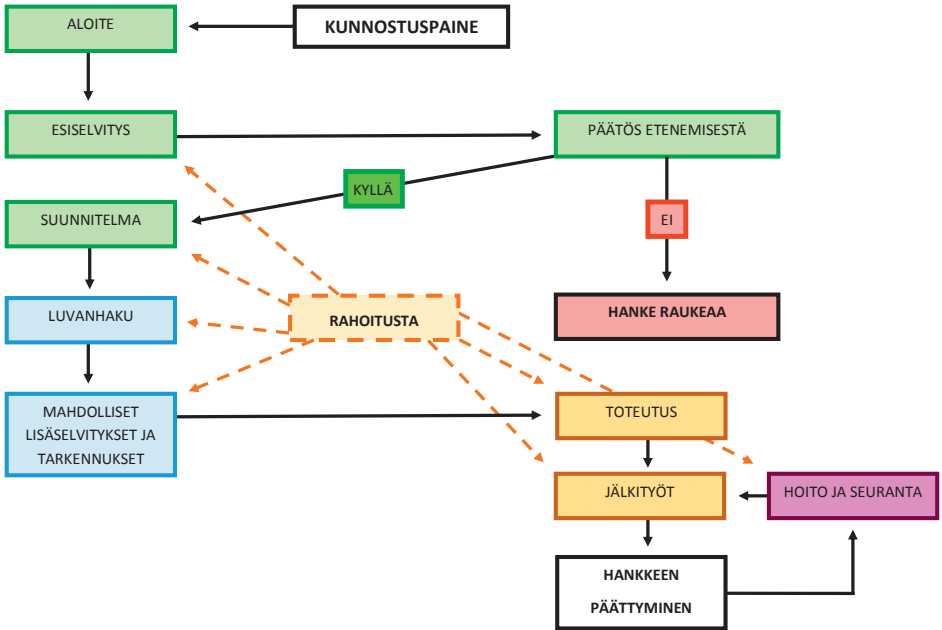 ALOITE
KUNNOSTUSPAINE
ESISELVITYS
PÄÄTÖS ETENEMISESTÄ
KYLLÄ
SUUNNITELMA
EI
LUVANHAKU
RAHOITUSTA
HANKE RAUKEAA
MAHDOLLISET
LISÄSELVITYKSET JA
TARKENNUKSET
TOTEUTUS
JÄLKITYÖT
HOITO JA SEURANTA
HANKKEEN
PÄÄTTYMINEN